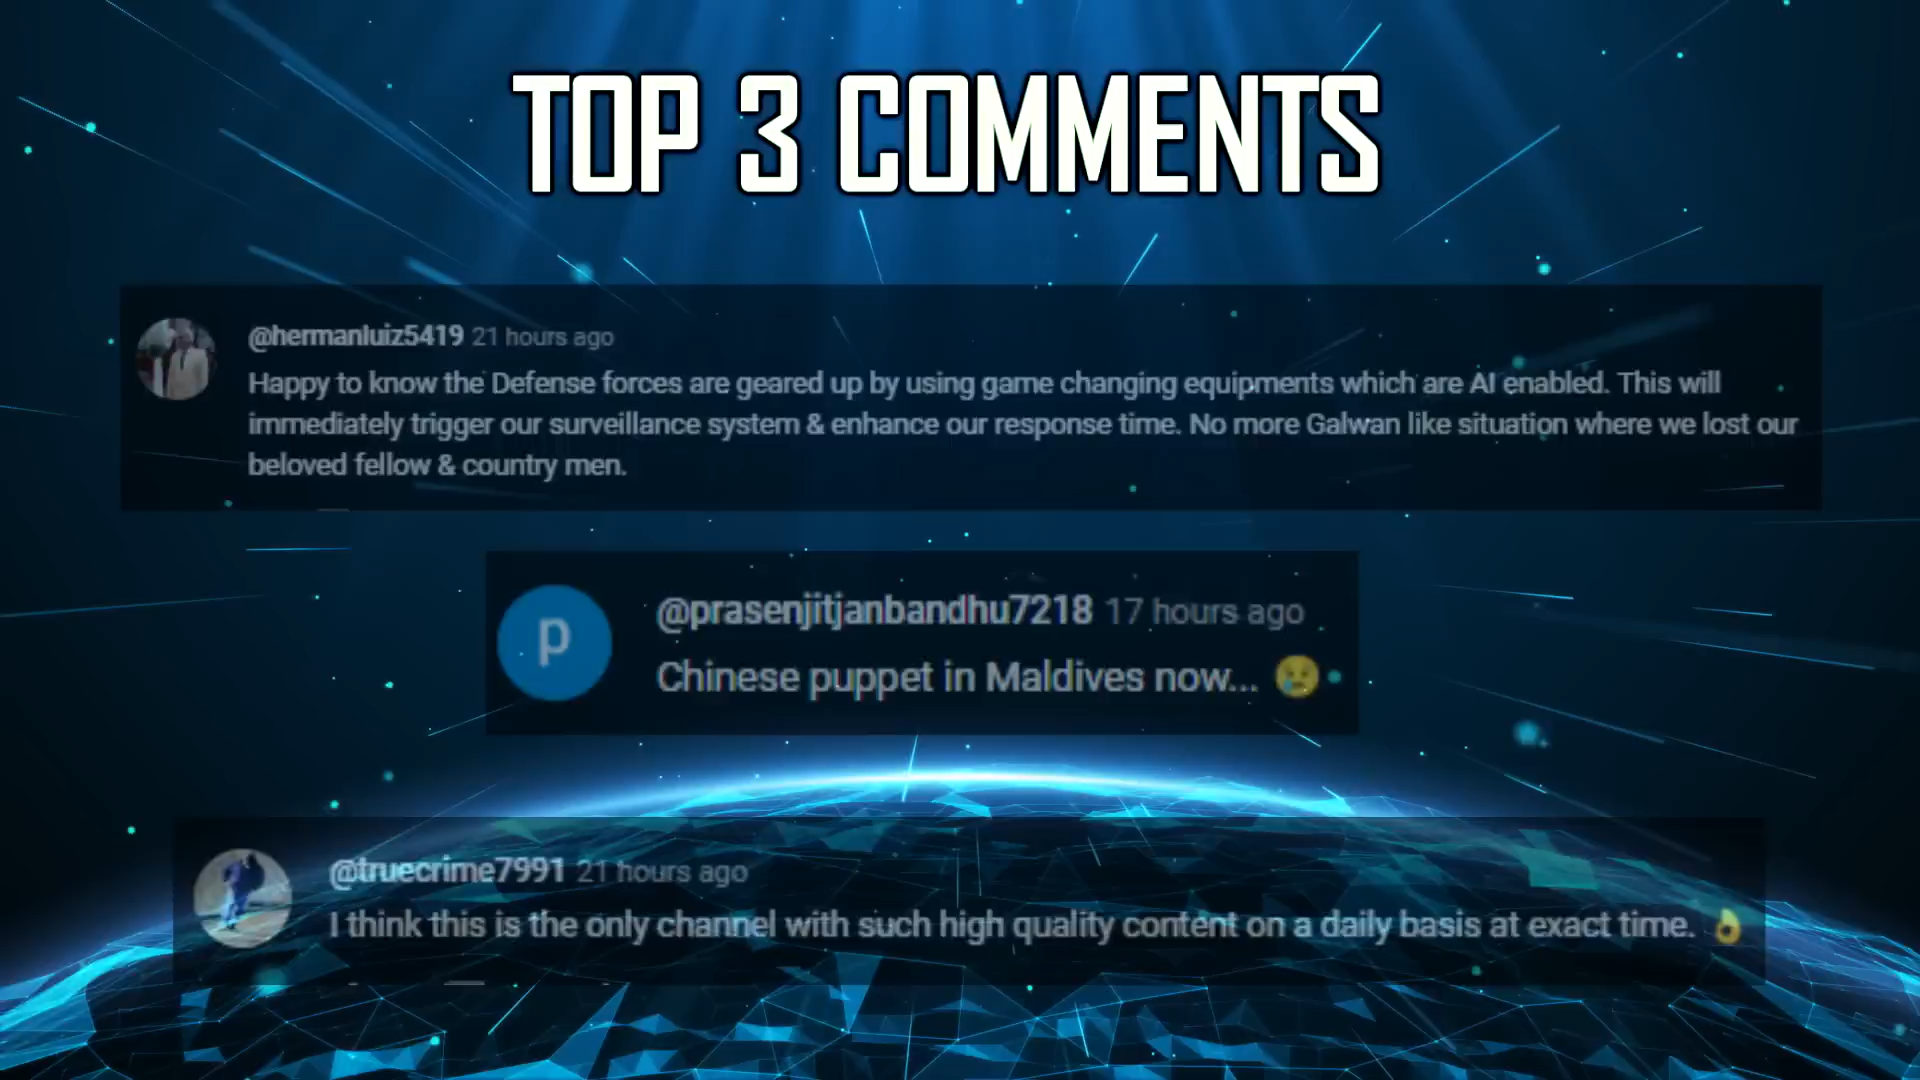 TOP 3 COMMENTS
@hermanluiz5419 21 hours ago
Happy to know the Defense forces are geared up by using game changing equipments which are AI enabled. This will
immediately trigger our surveillance system & enhance our response time. No more Galwan like situation where we lost our
beloved fellow & country men.
p
@prasenjitjanbandhu7218 17 hours ago
Chinese puppet in Maldives now... 😢
@truecrime7991 21 hours ago
I think this is the only channel with such high quality content on a daily basis at exact time. 👌